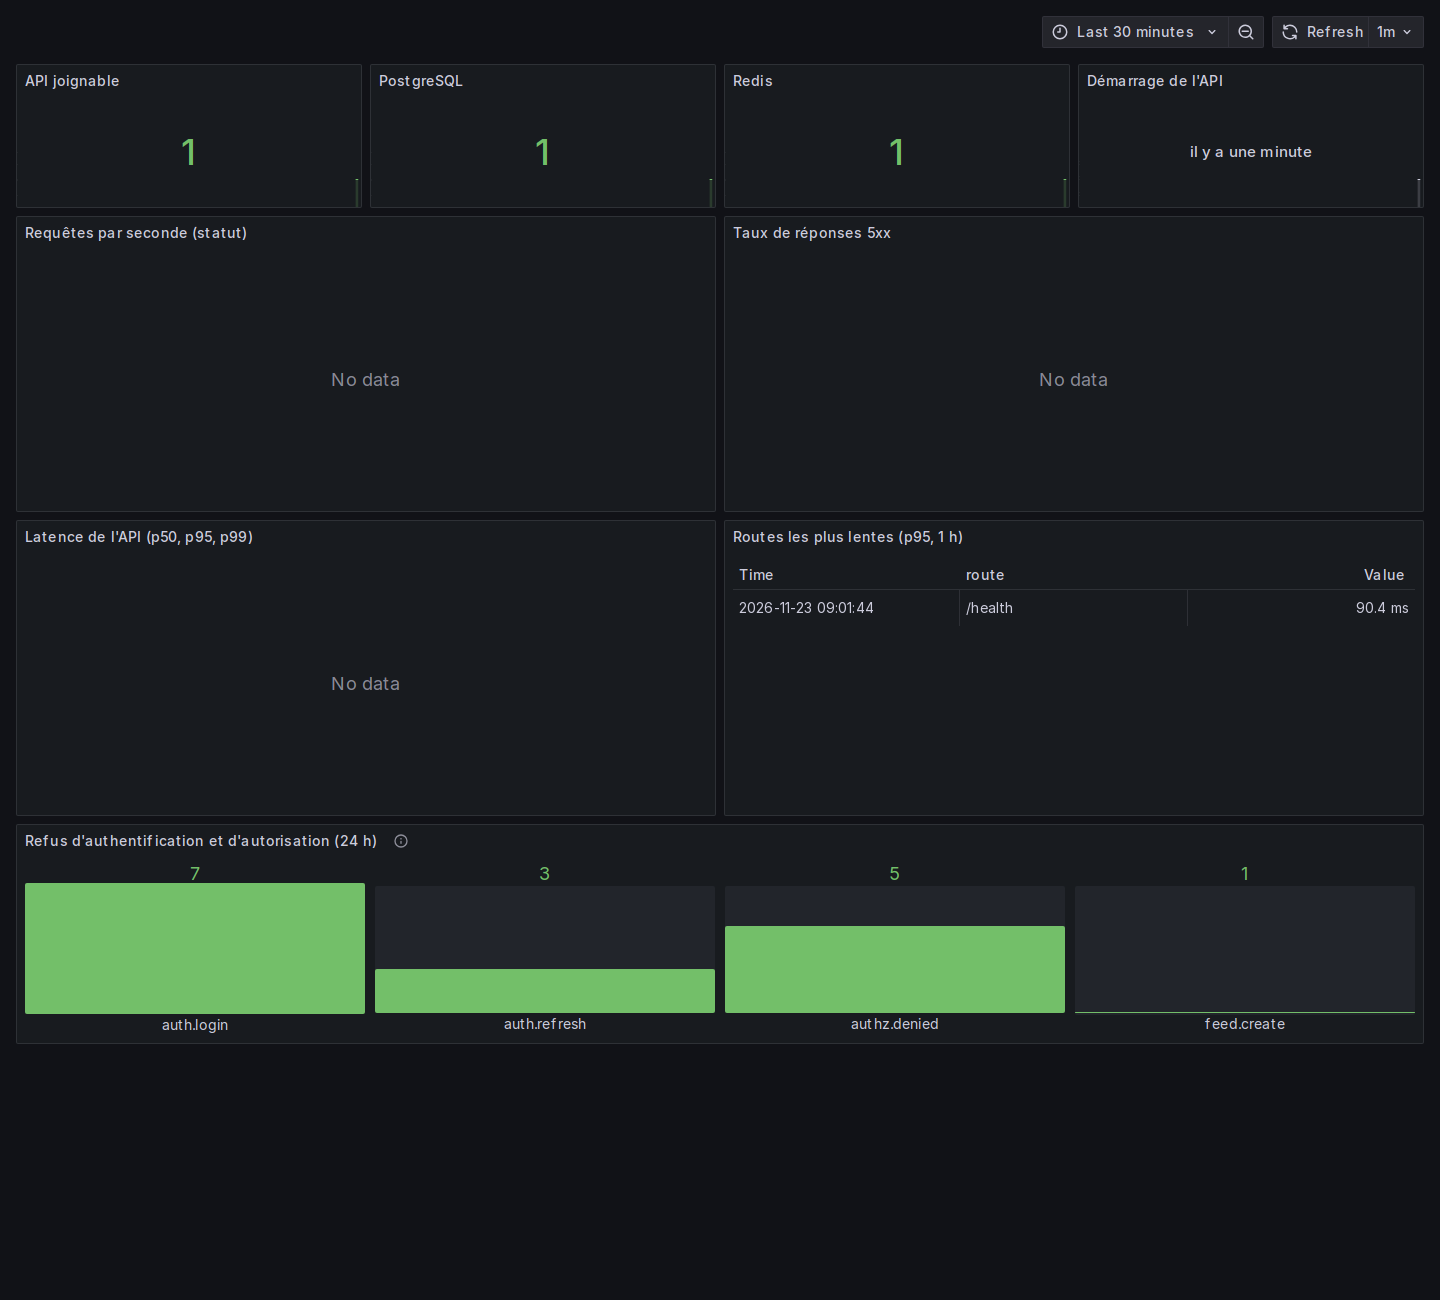 Last 30 minutes
Refresh
1m
API joignable
PostgreSQL
Redis
Démarrage de l'API
1
1
1
il y a une minute
Requêtes par seconde (statut)
Taux de réponses 5xx
No data
No data
Latence de l'API (p50, p95, p99)
Routes les plus lentes (p95, 1 h)
Time route Value
2026-11-23 09:01:44 /health 90.4 ms
No data
Refus d'authentification et d'autorisation (24 h)
7
3
5
1
auth.login
auth.refresh
authz.denied
feed.create